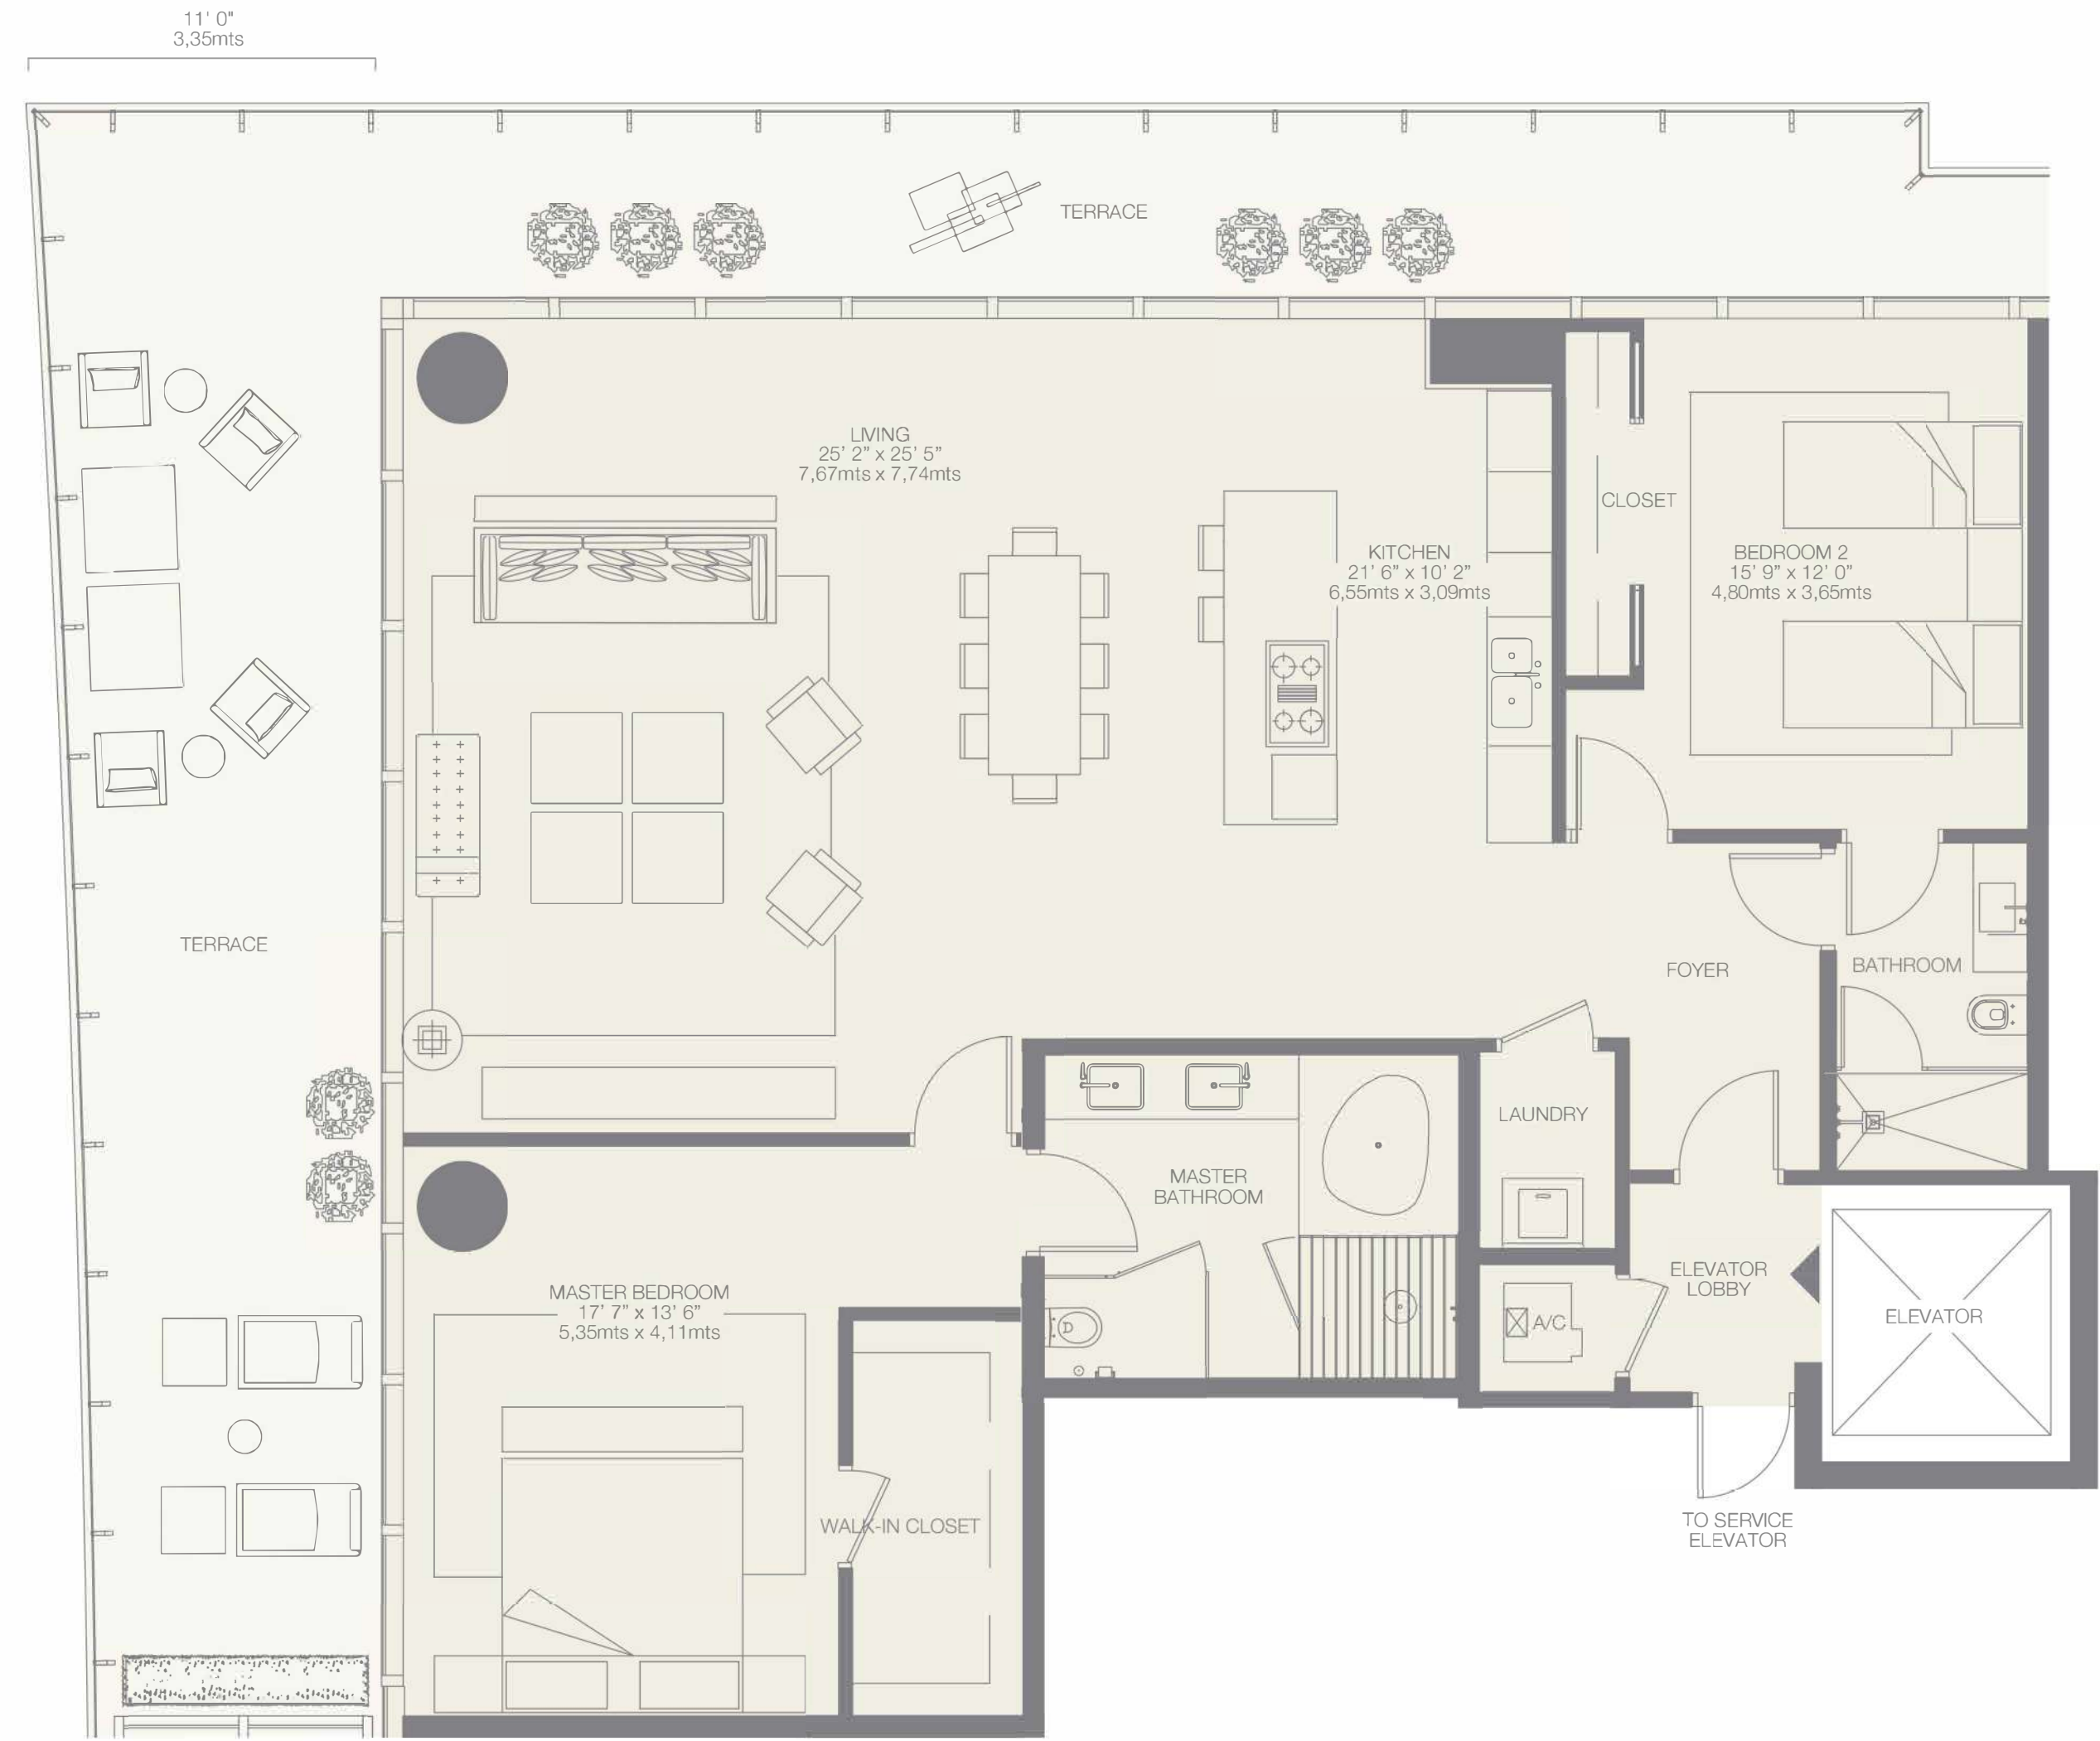 11' 0"
3,35mts
TERRACE
LIVING
25' 2” x 25' 5”
7,67mts x 7,74mts
CLOSET
KITCHEN
21' 6” x 10' 2”
6,55mts x 3,09mts
BEDROOM 2
15' 9” x 12' 0”
4,80mts x 3,65mts
TERRACE
FOYER
BATHROOM
LAUNDRY
MASTER
BATHROOM
MASTER BEDROOM
17' 7” x 13' 6”
5,35mts x 4,11mts
ELEVATOR
LOBBY
A/C
ELEVATOR
WALK-IN CLOSET
TO SERVICE
ELEVATOR